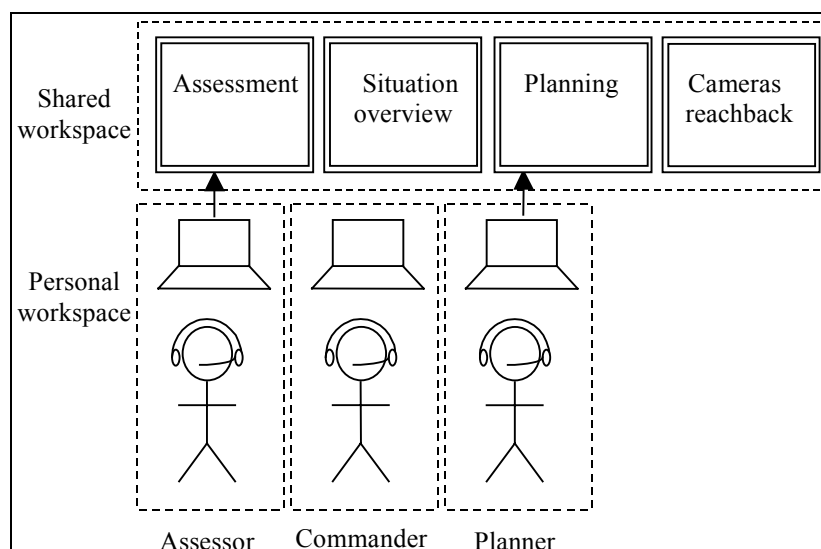 Shared
workspace
Assessment
Situation
overview
Planning
Cameras
reachback
Personal
workspace
Assessor
Commander
Planner